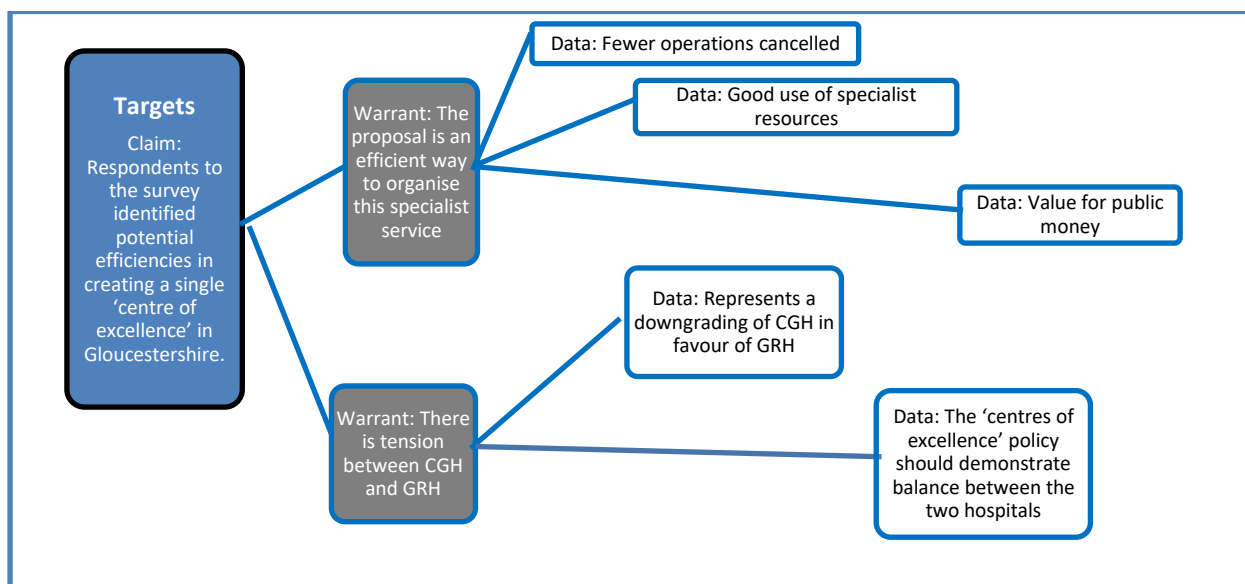 Targets
Claim:
Respondents to
the survey
identified
potential
efficiencies in
creating a single
‘centre of
excellence’ in
Gloucestershire.
Warrant: The
proposal is an
efficient way
to organise
this specialist
service
Data: Fewer operations cancelled
Data: Good use of specialist
resources
Data: Value for public
money
Warrant: There
is tension
between CGH
and GRH
Data: Represents a
downgrading of CGH in
favour of GRH
Data: The ‘centres of
excellence’ policy
should demonstrate
balance between the
two hospitals